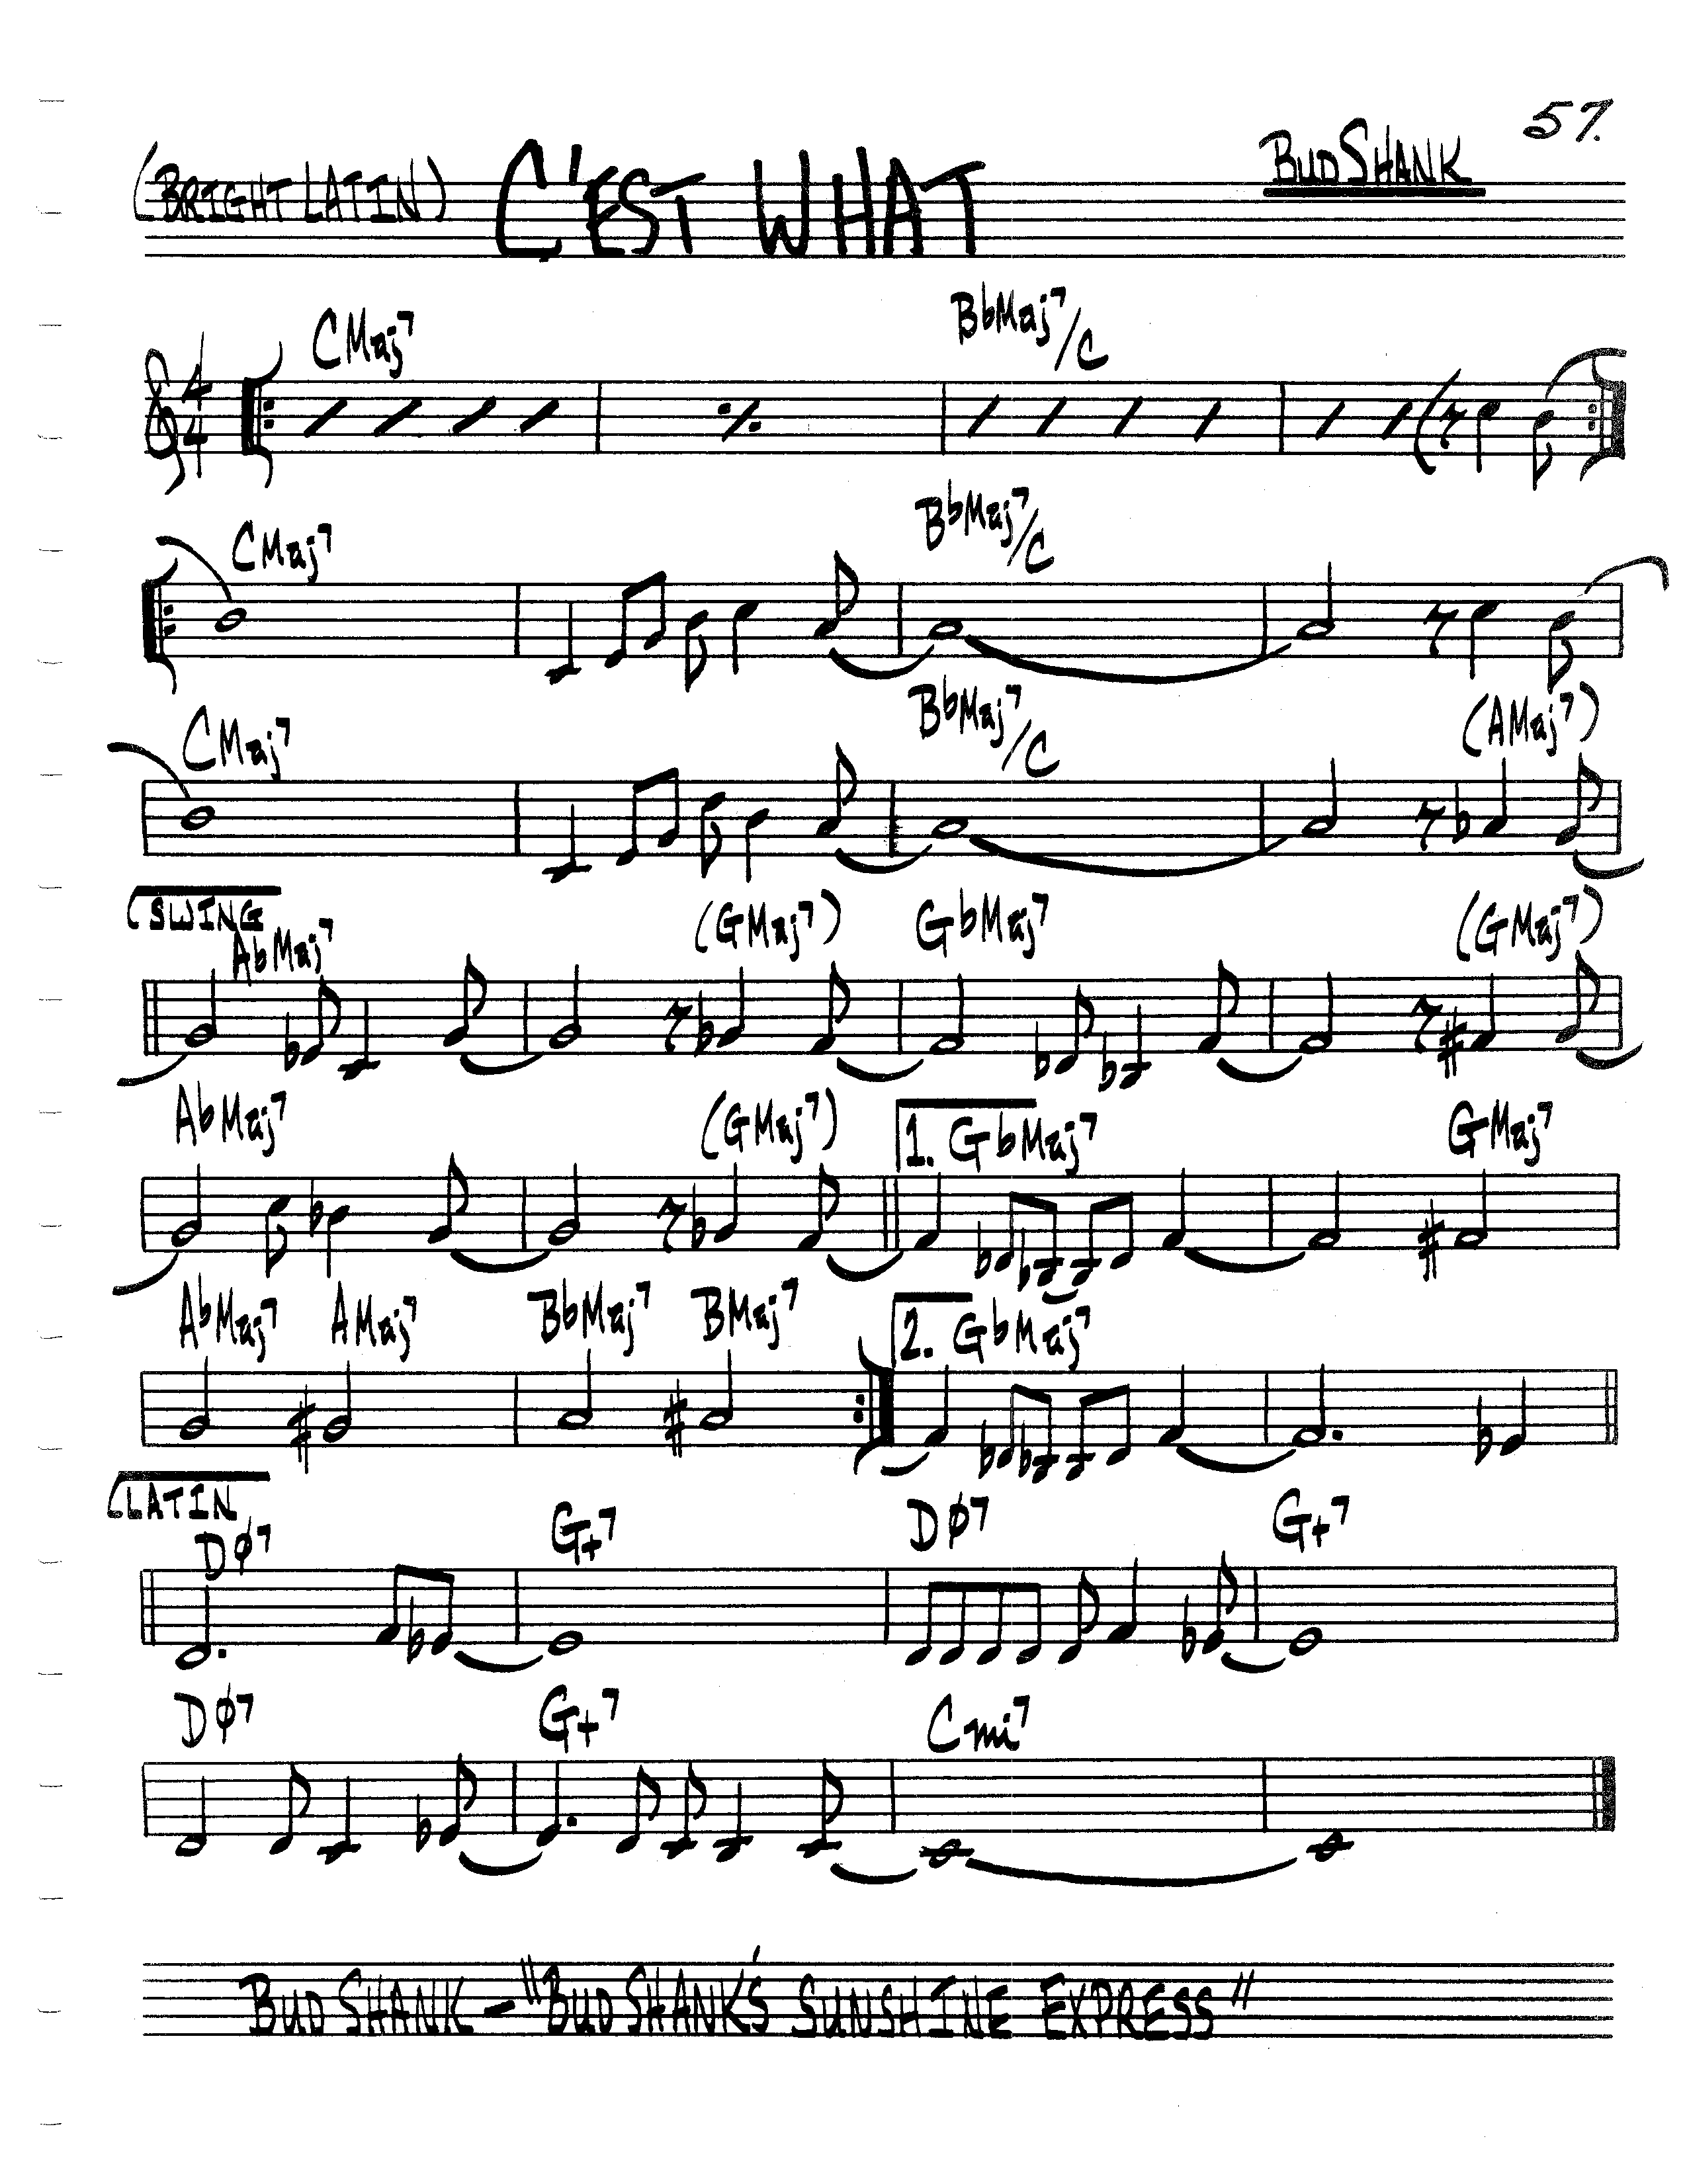 57.
(BRIGHT LATIN) C'EST WHAT BUD SHANK
CMaj7 BbMaj7/C
4 4
CMaj7 BbMaj7/C
CMaj7 BbMaj7/C (AMaj7)
SWING
AbMaj7 (GMaj7) GbMaj7 (GMaj7)
AbMaj7 (GMaj7) 1. GbMaj7 GMaj7
AbMaj7 AMaj7 BbMaj7 BMaj7 2. GbMaj7
LATIN
DØ7 G+7 DØ7 G+7
DØ7 G+7 Cmi7
BUD SHANK - "BUD SHANK'S SUNSHINE EXPRESS"